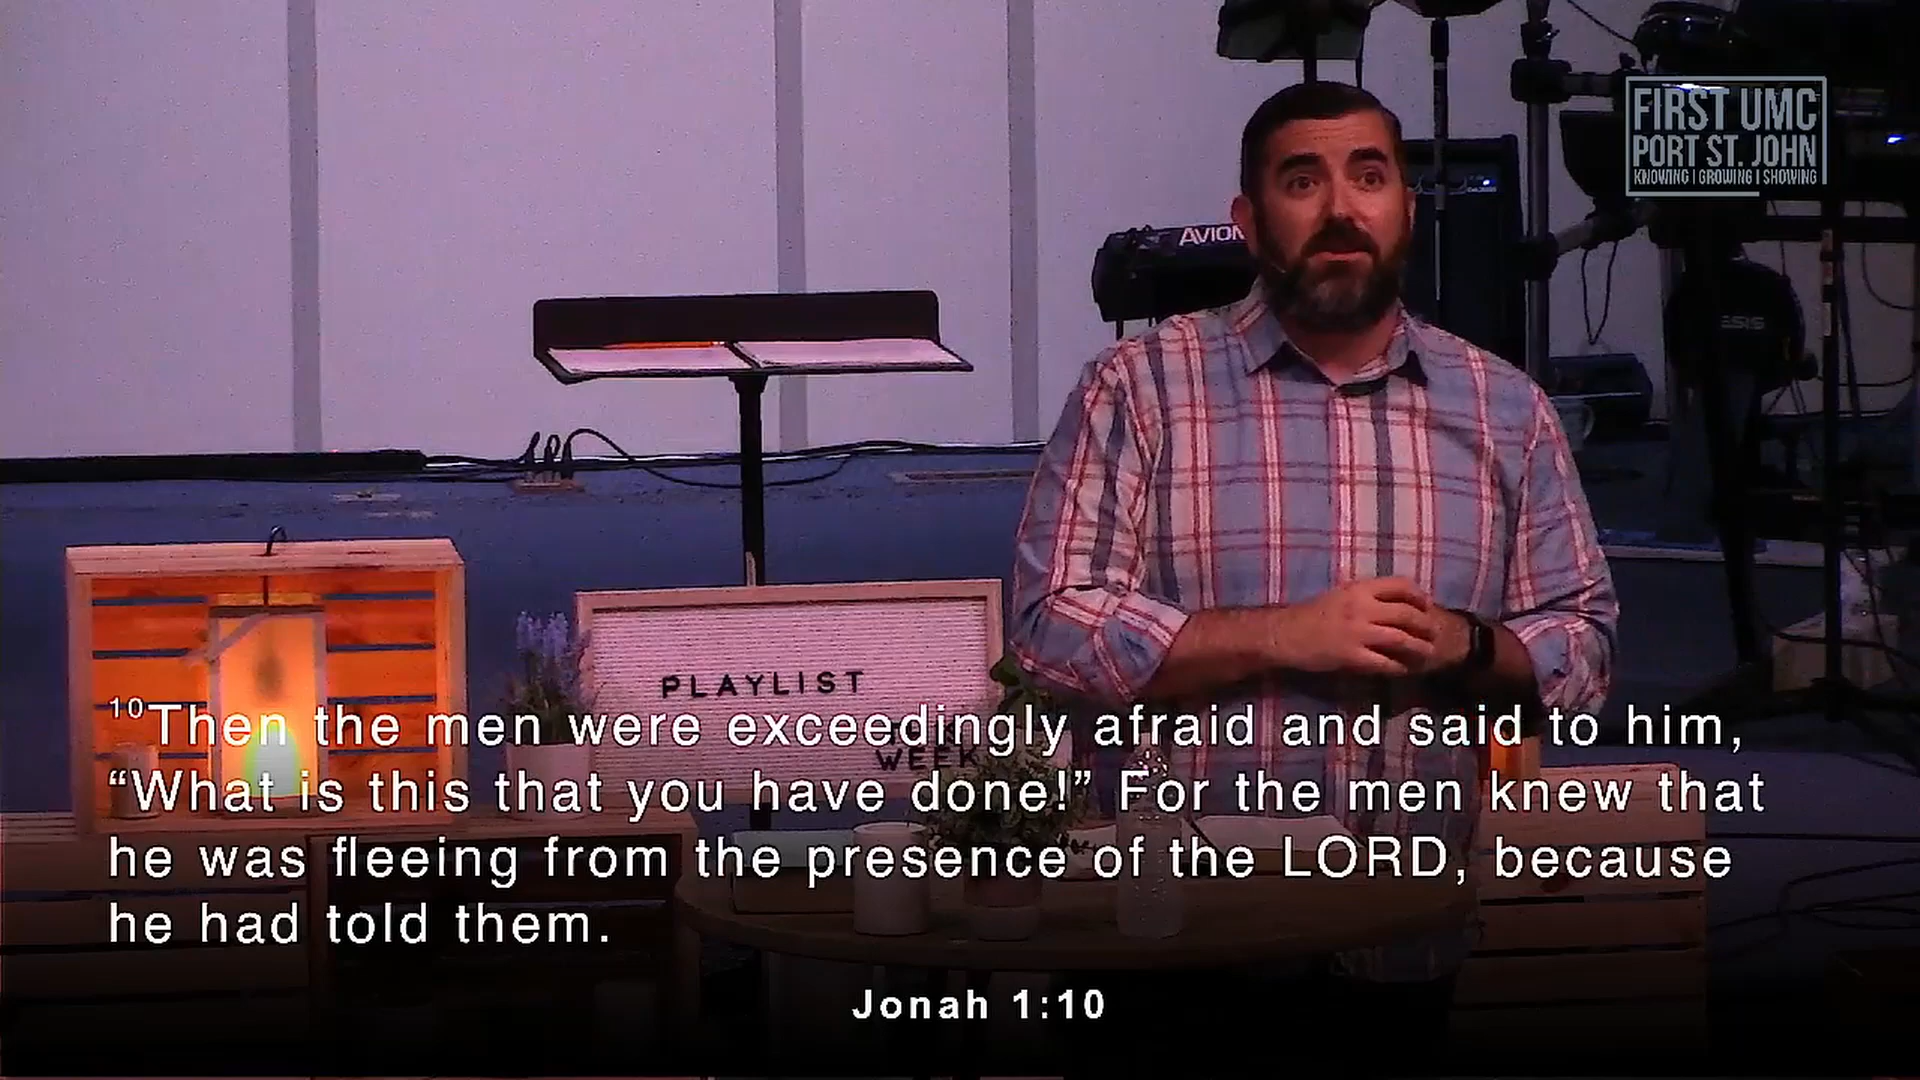 FIRST UMC
PORT ST. JOHN
KNOWING | GROWING | SHOWING
AVION
ESIS
PLAYLIST
WEEK
10Then the men were exceedingly afraid and said to him,
“What is this that you have done!” For the men knew that
he was fleeing from the presence of the LORD, because
he had told them.
Jonah 1:10